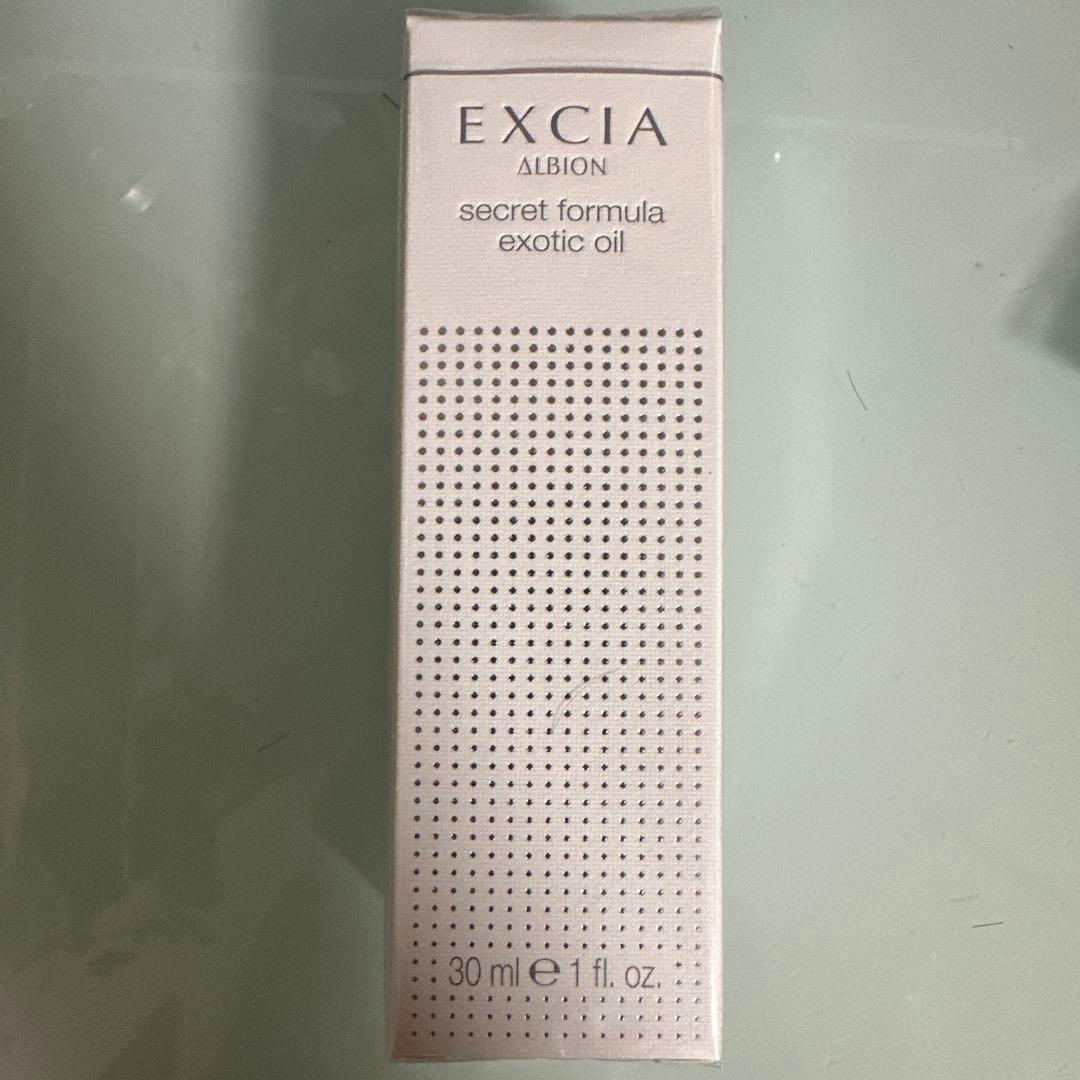 EXCIA
ALBION
secret formula
exotic oil
30 ml ℮ 1 fl. oz.